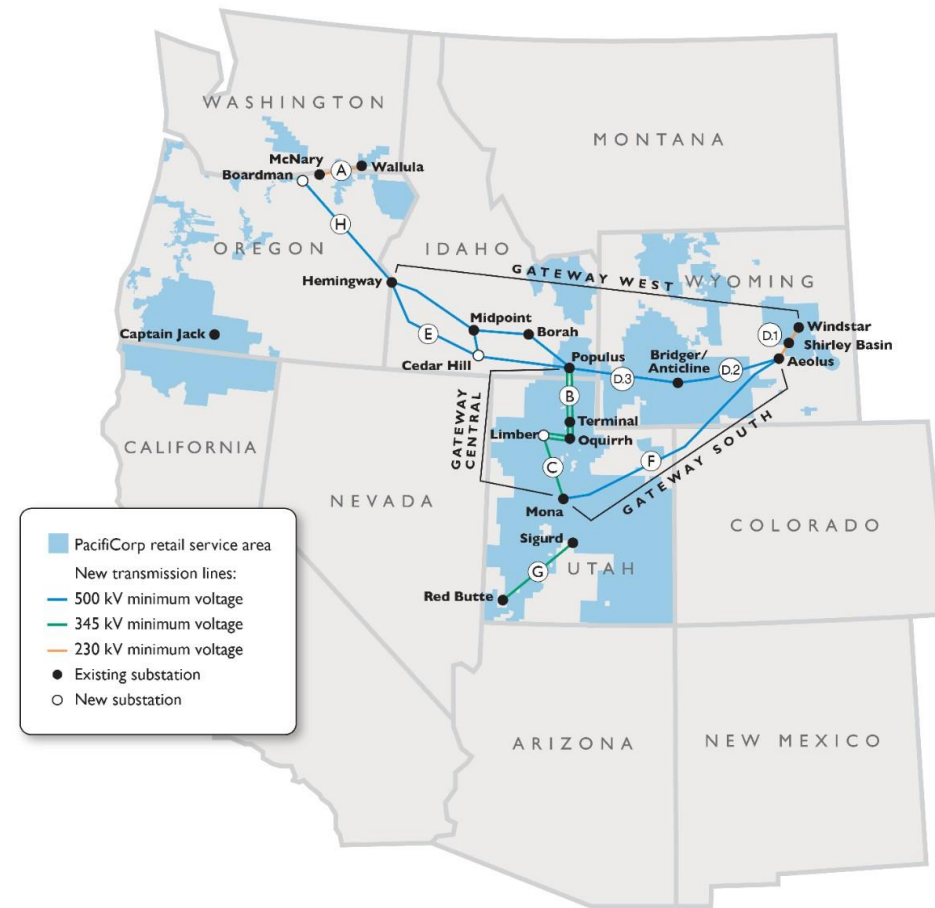 WASHINGTON
MONTANA
McNary
A
Wallula
Boardman
H
OREGON
IDAHO
GATEWAY WEST
WYOMING
Hemingway
Captain Jack
E
Midpoint
Borah
D.1
Windstar
Shirley Basin
Aeolus
Cedar Hill
Populus
Bridger/
Anticline
D.2
D.3
B
GATEWAY
CENTRAL
Terminal
Limber
Oquirrh
CALIFORNIA
NEVADA
C
F
GATEWAY SOUTH
Mona
COLORADO
Sigurd
G
UTAH
Red Butte
PacifiCorp retail service area
New transmission lines:
500 kV minimum voltage
345 kV minimum voltage
230 kV minimum voltage
Existing substation
New substation
ARIZONA
NEW MEXICO